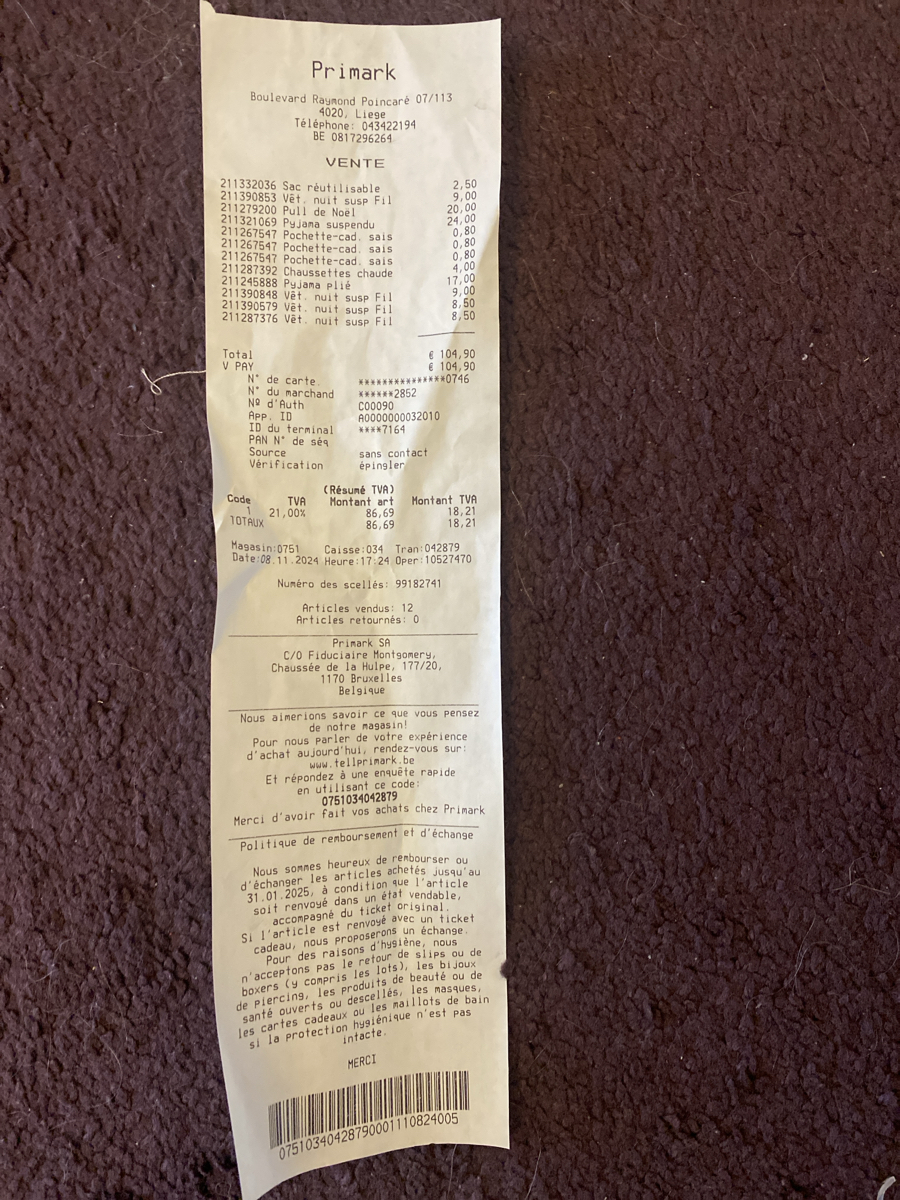 Primark
Boulevard Raymond Poincaré 07/113
4020, Liege
Téléphone: 043422194
BE 0817296264
VENTE
211332036 Sac réutilisable 2,50
211390853 Vêt. nuit susp Fil 9,00
211279200 Pull de Noël 20,00
211321069 Pyjama suspendu 24,00
211267547 Pochette-cad. sais 0,80
211267547 Pochette-cad. sais 0,80
211267547 Pochette-cad. sais 0,80
211287392 Chaussettes chaude 4,00
211245888 Pyjama plié 17,00
211390848 Vêt. nuit susp Fil 9,00
211390579 Vêt. nuit susp Fil 8,50
211287376 Vêt. nuit susp Fil 8,50
Total € 104,90
V PAY € 104,90
N° de carte. ***************0746
N° du marchand ******2852
Nº d'Auth C00090
App. ID A0000000032010
ID du terminal ****7164
PAN N° de séq
Source sans contact
Vérification épingler
(Résumé TVA)
Code TVA Montant art Montant TVA
1 21,00% 86,69 18,21
TOTAUX 86,69 18,21
Magasin:0751 Caisse:034 Tran:042879
Date:08.11.2024 Heure:17:24 Oper:10527470
Numéro des scellés: 99182741
Articles vendus: 12
Articles retournés: 0
Primark SA
C/O Fiduciaire Montgomery,
Chaussée de la Hulpe, 177/20,
1170 Bruxelles
Belgique
Nous aimerions savoir ce que vous pensez
de notre magasin!
Pour nous parler de votre expérience
d'achat aujourd'hui, rendez-vous sur:
www.tellprimark.be
Et répondez à une enquête rapide
en utilisant ce code:
0751034042879
Merci d'avoir fait vos achats chez Primark
Politique de remboursement et d'échange
Nous sommes heureux de rembourser ou
d'échanger les articles achetés jusqu'au
31.01.2025, à condition que l'article
soit renvoyé dans un état vendable,
accompagné du ticket original.
Si l'article est renvoyé avec un ticket
cadeau, nous proposerons un échange.
Pour des raisons d'hygiène, nous
n'acceptons pas le retour de slips ou de
boxers (y compris les lots), les bijoux
de piercing, les produits de beauté ou de
santé ouverts ou descellés, les masques,
les cartes cadeaux ou les maillots de bain
si la protection hygiénique n'est pas
intacte.
MERCI
07510340428790001110824005